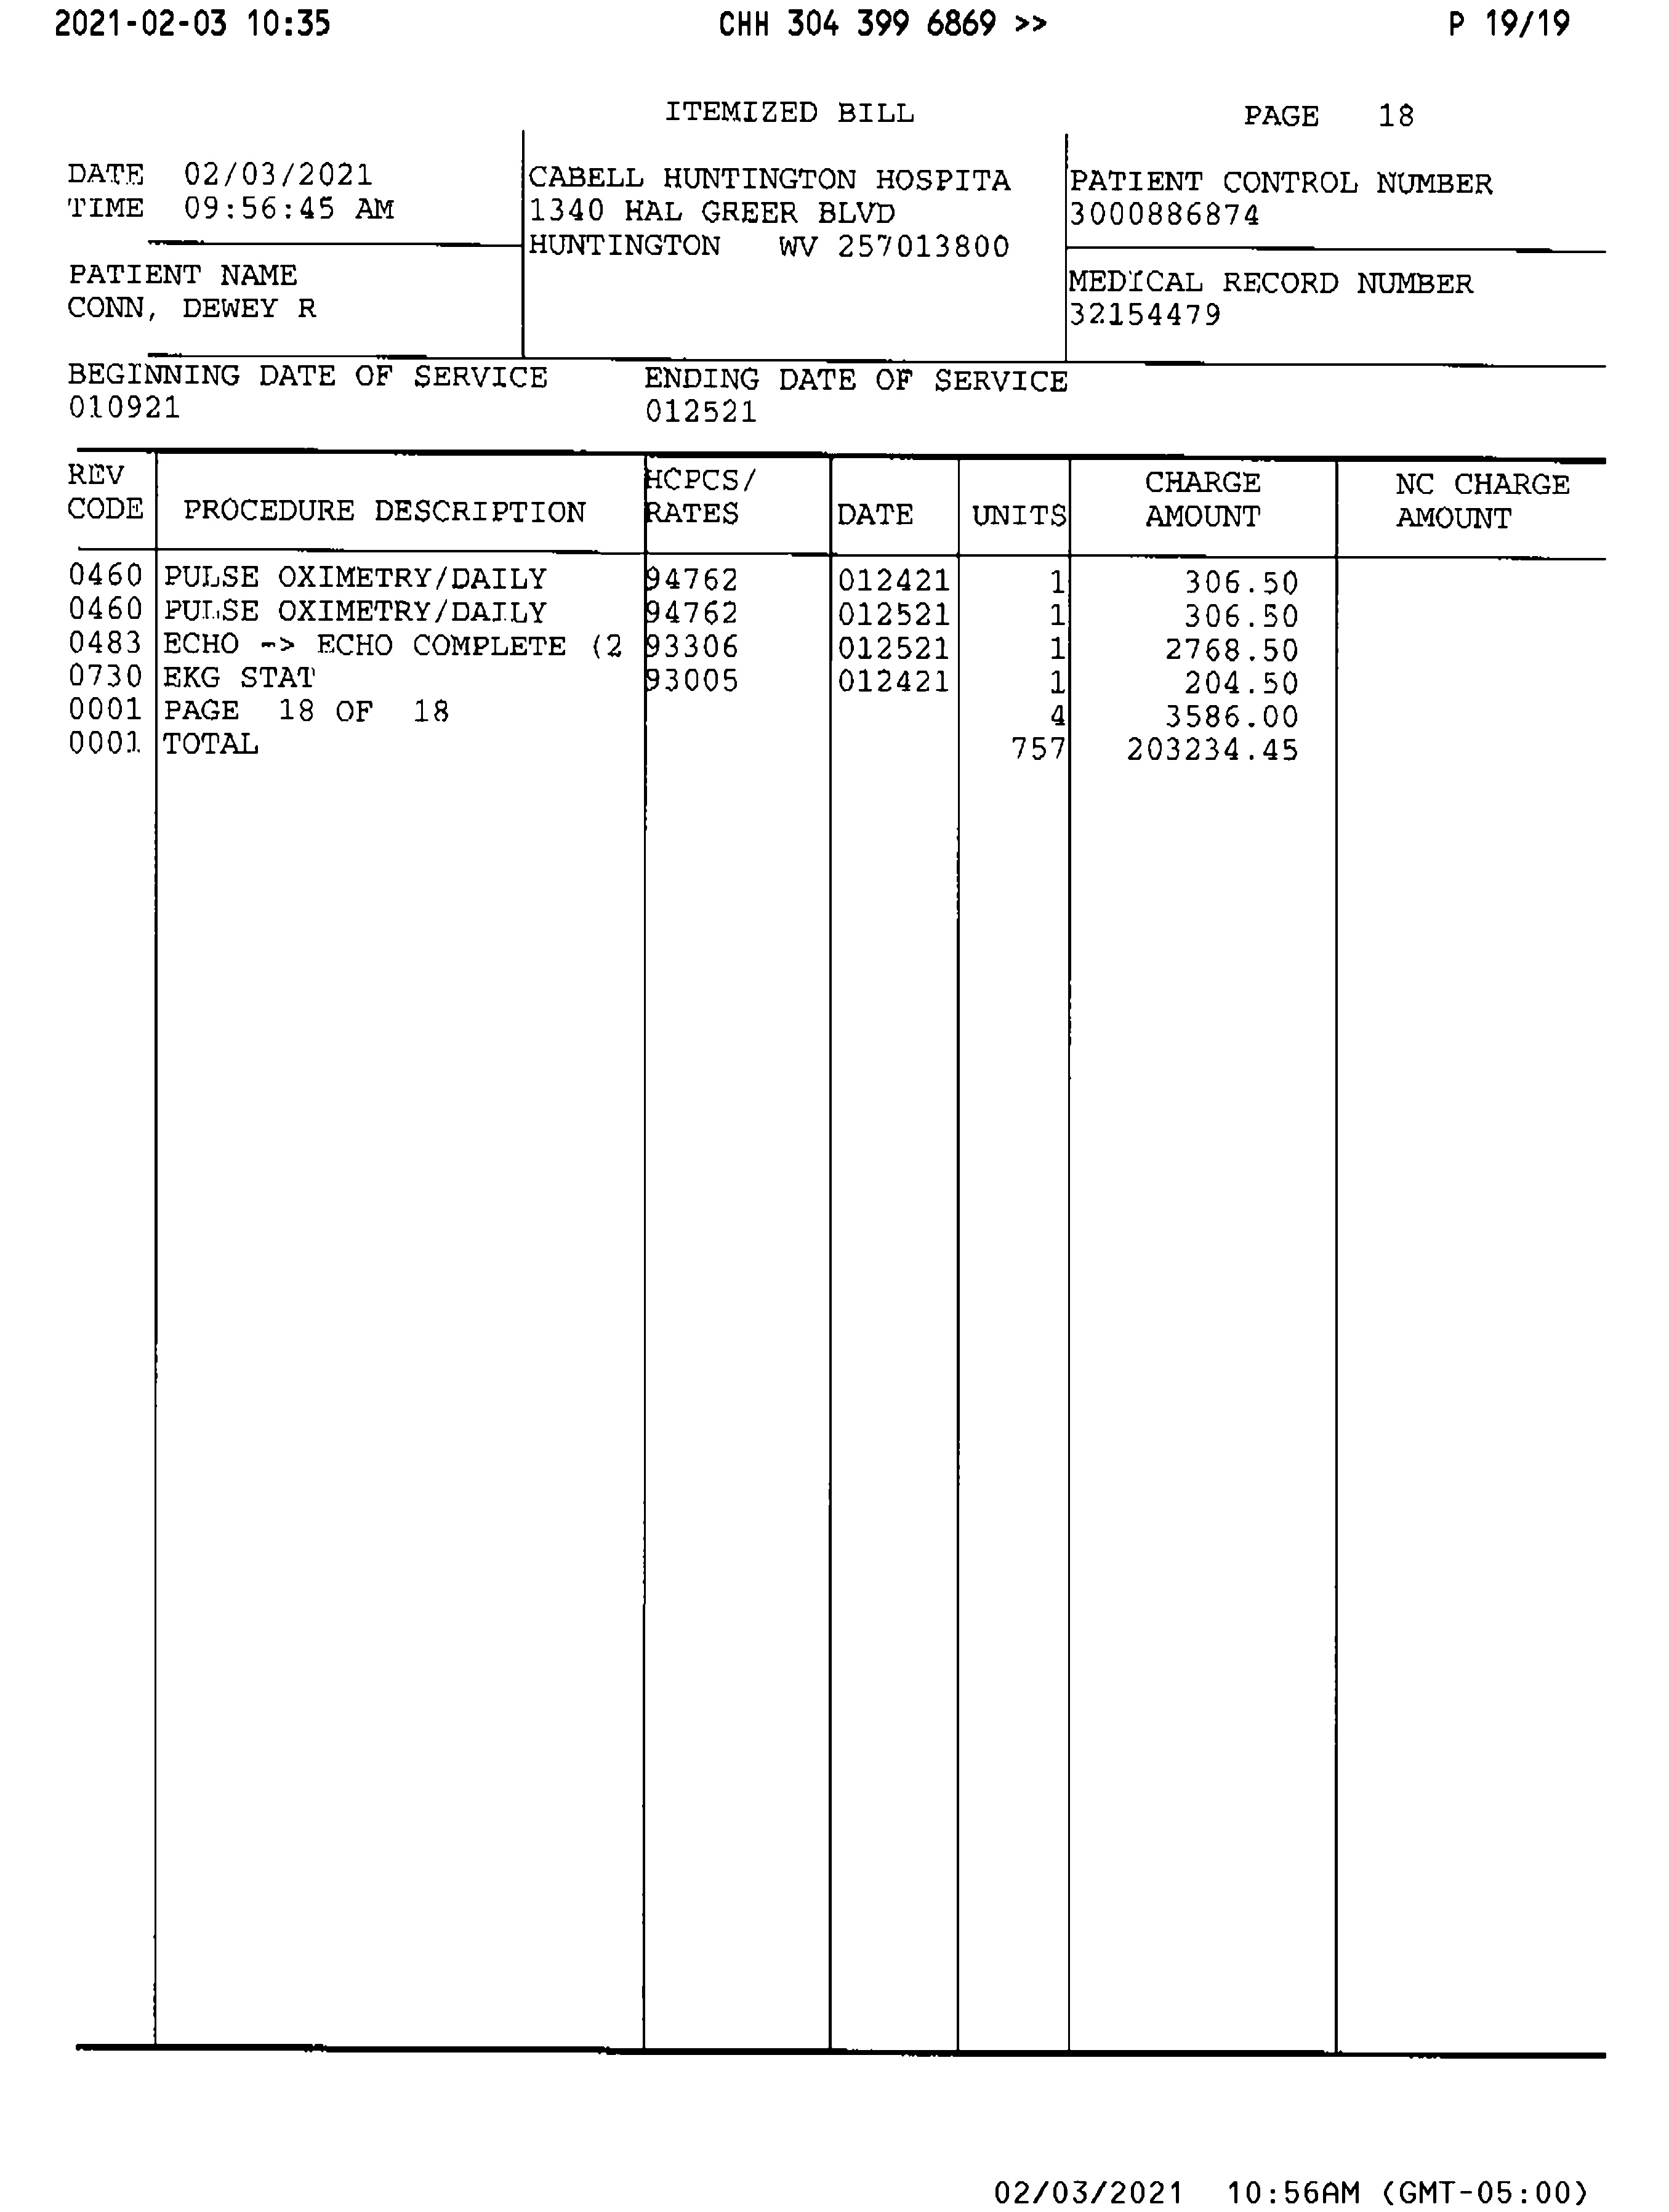 2021-02-03 10:35 CHH 304 399 6869 >> P 19/19
ITEMIZED BILL PAGE 18
DATE 02/03/2021
TIME 09:56:45 AM
CABELL HUNTINGTON HOSPITA
1340 HAL GREER BLVD
HUNTINGTON WV 257013800
PATIENT CONTROL NUMBER
3000886874
PATIENT NAME
CONN, DEWEY R
MEDICAL RECORD NUMBER
32154479
BEGINNING DATE OF SERVICE ENDING DATE OF SERVICE
010921 012521
REV CODE PROCEDURE DESCRIPTION HCPCS/ RATES DATE UNITS CHARGE AMOUNT NC CHARGE AMOUNT
0460 PULSE OXIMETRY/DAILY 94762 012421 1 306.50
0460 PULSE OXIMETRY/DAILY 94762 012521 1 306.50
0483 ECHO -> ECHO COMPLETE (2 93306 012521 1 2768.50
0730 EKG STAT 93005 012421 1 204.50
0001 PAGE 18 OF 18 4 3586.00
0001 TOTAL 757 203234.45
02/03/2021 10:56AM (GMT-05:00)